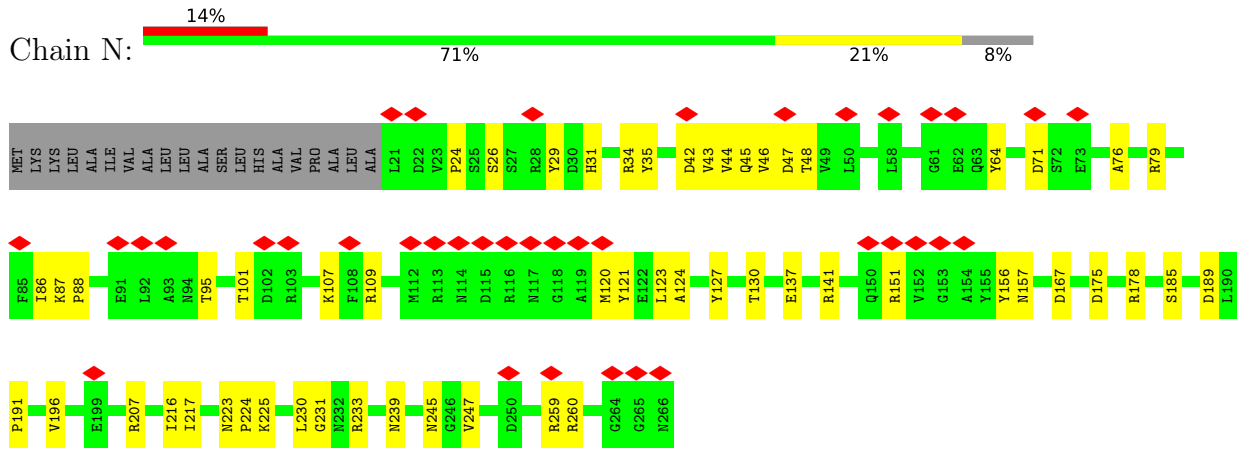 14%
Chain N:
71% 21% 8%
MET LYS LYS LEU ALA ILE VAL ALA LEU LEU ALA SER LEU HIS ALA VAL PRO ALA LEU ALA L21 D22 V23 P24 S25 S26 S27 R28 Y29 D30 H31 R34 Y35 D42 V43 V44 Q45 V46 D47 T48 V49 L50 L58 G61 E62 Q63 Y64 D71 S72 E73 A76 R79
F85 I86 K87 P88 E91 L92 A93 N94 T95 T101 D102 R103 K107 F108 R109 M112 R113 N114 D115 R116 N117 G118 A119 M120 Y121 E122 L123 A124 Y127 T130 E137 R141 Q150 R151 V152 G153 A154 Y155 Y156 N157 D167 D175 R178 S185 D189 L190
P191 V196 E199 R207 I216 I217 N223 P224 K225 L230 G231 N232 R233 N239 N245 G246 V247 D250 R259 R260 G264 G265 N266